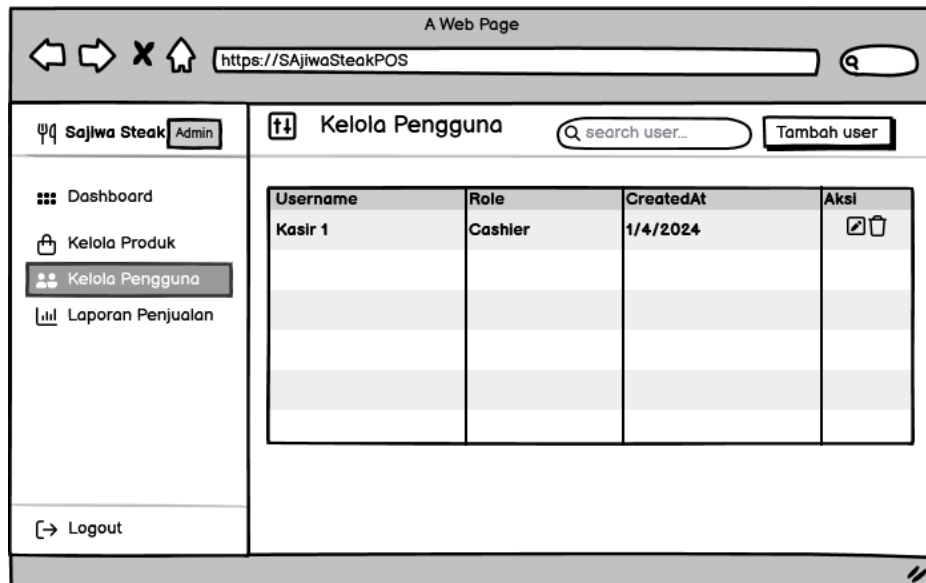 A Web Page
https://SAjiwaSteakPOS
Sajiwa Steak Admin
Kelola Pengguna
search user...
Tambah user
Dashboard
Kelola Produk
Kelola Pengguna
Laporan Penjualan
Logout
Username Role CreatedAt Aksi
Kasir 1 Cashier 1/4/2024